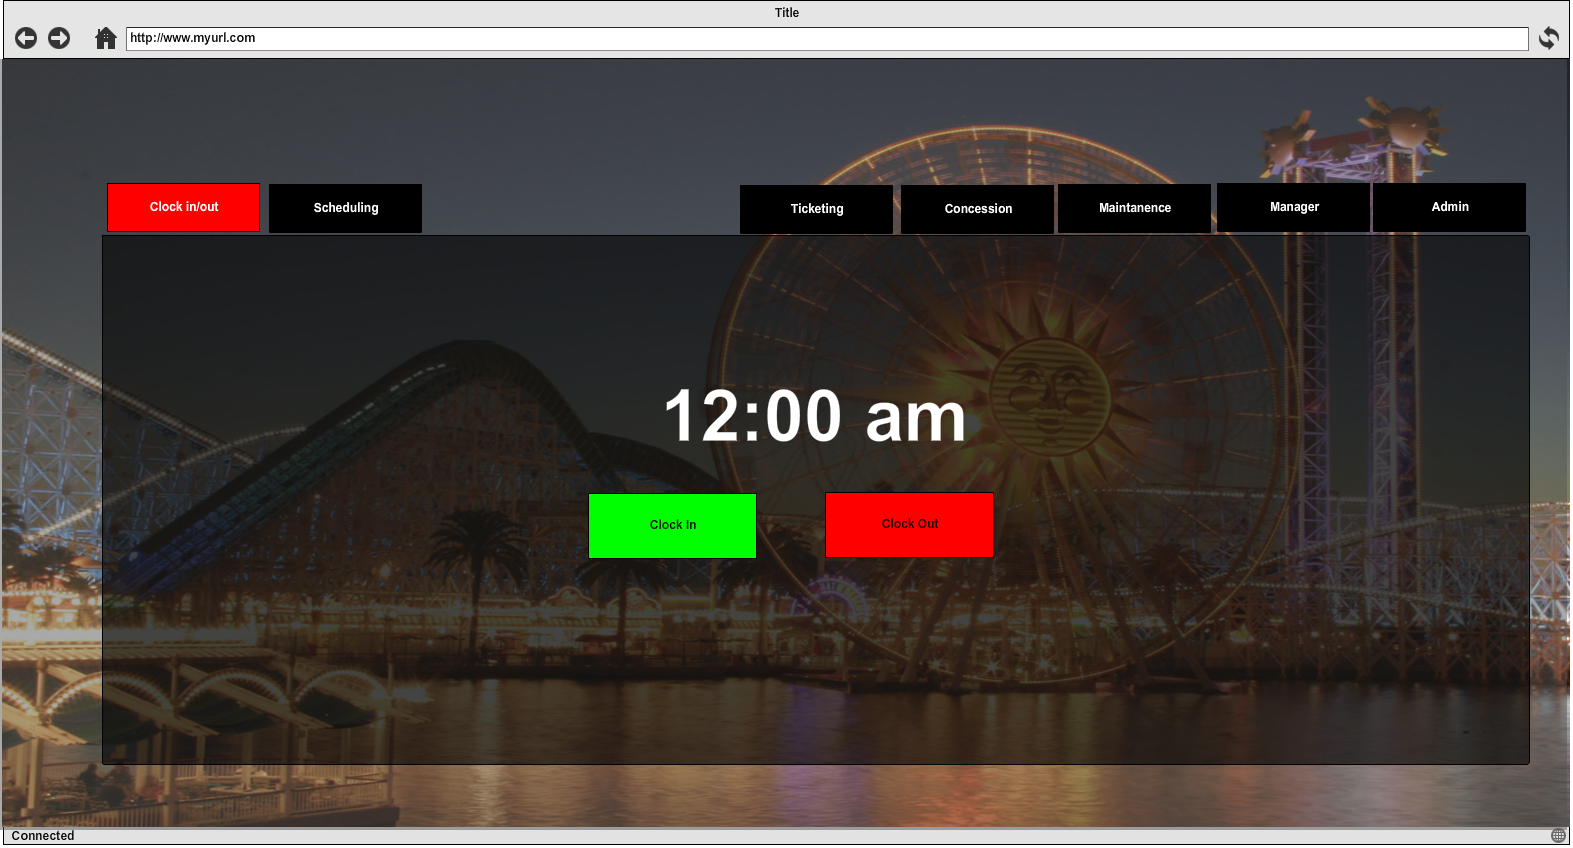 Title
http://www.myurl.com
Clock in/out
Scheduling
Ticketing
Concession
Maintanence
Manager
Admin
12:00 am
Clock In
Clock Out
Connected